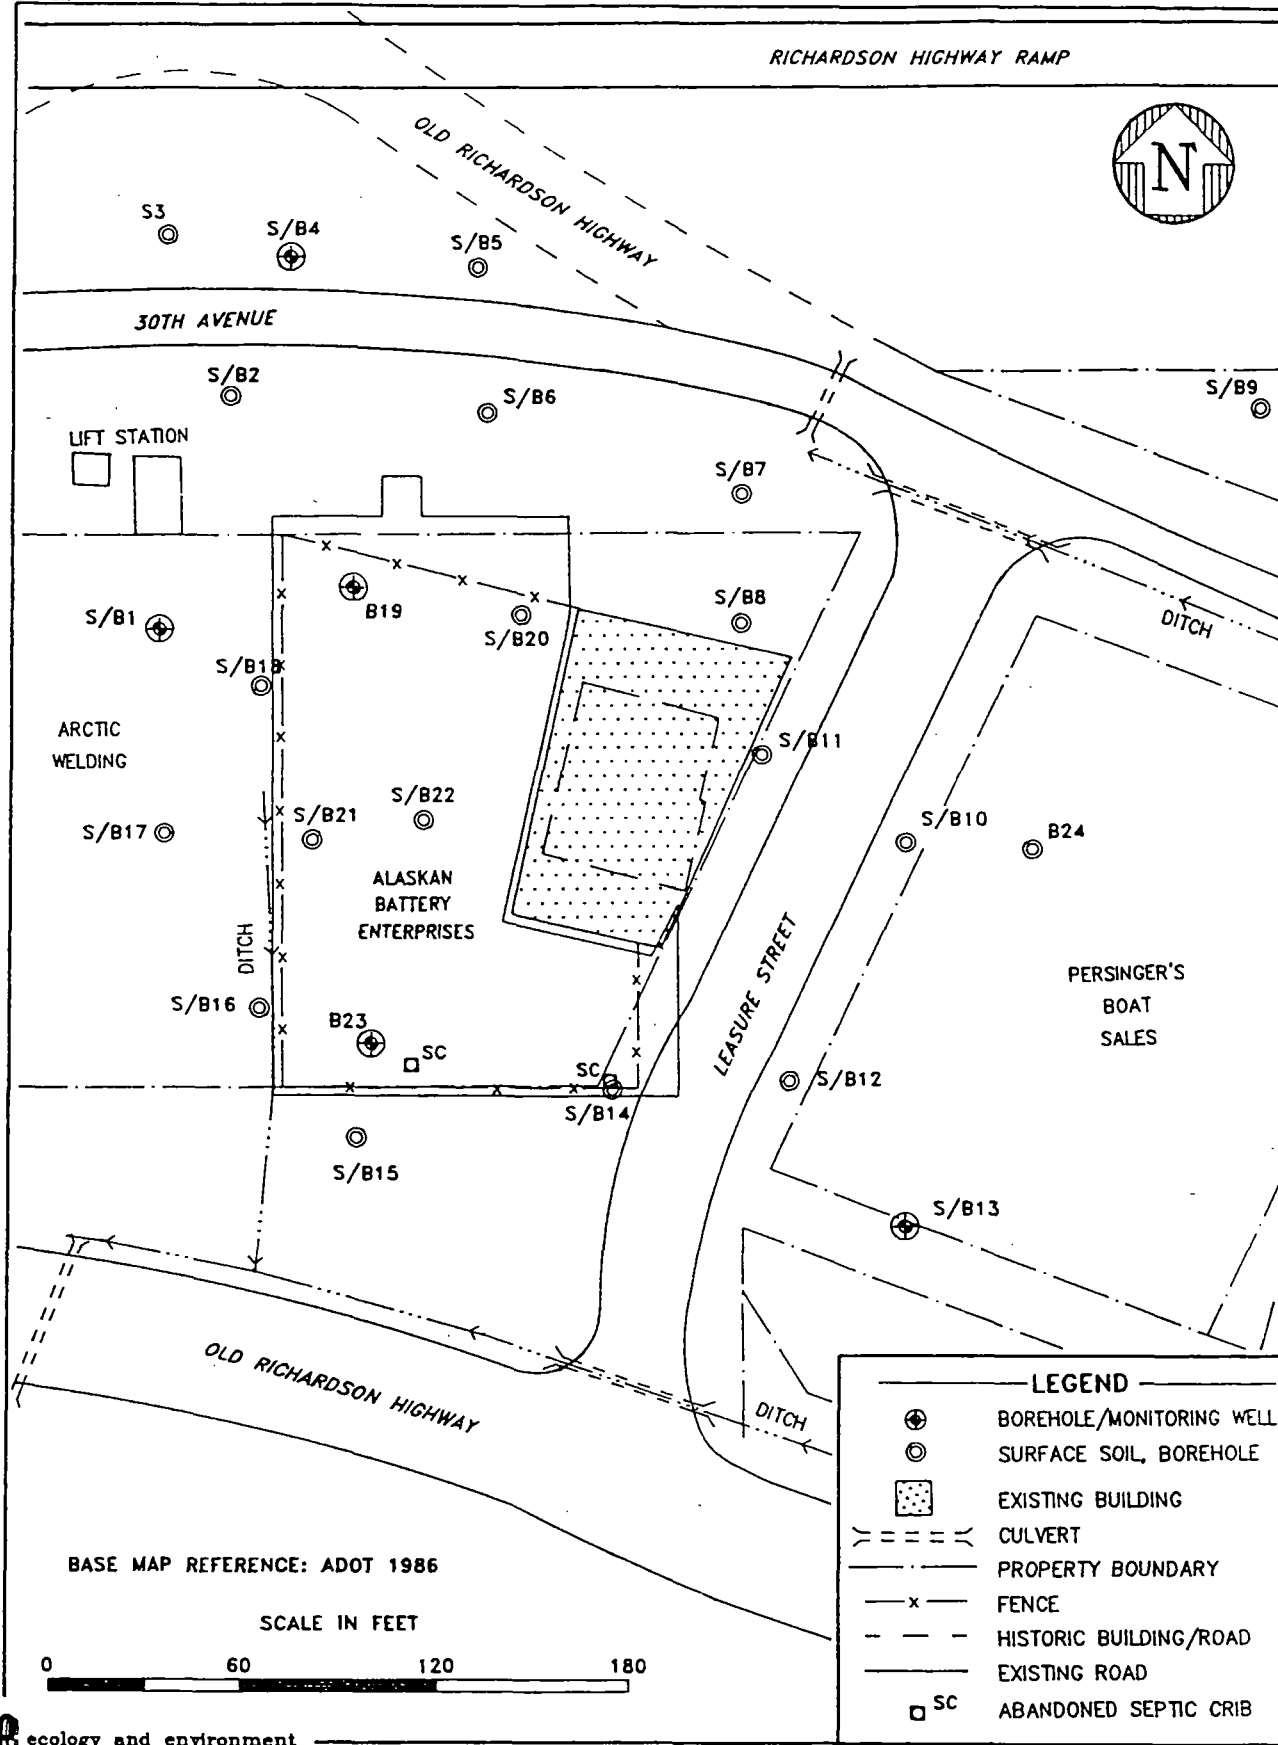 RICHARDSON HIGHWAY RAMP
OLD RICHARDSON HIGHWAY
N
S3
S/B4
S/B5
30TH AVENUE
S/B2
S/B6
S/B9
LIFT STATION
S/B7
S/B1
B19
S/B20
S/B8
DITCH
S/B18
ARCTIC
WELDING
S/B11
S/B17
S/B21
S/B22
S/B10
B24
ALASKAN
BATTERY
ENTERPRISES
DITCH
LEASURE STREET
PERSINGER'S
BOAT
SALES
S/B16
B23
SC
SC
S/B14
S/B12
S/B15
S/B13
OLD RICHARDSON HIGHWAY
DITCH
LEGEND
BOREHOLE/MONITORING WELL
SURFACE SOIL, BOREHOLE
EXISTING BUILDING
CULVERT
PROPERTY BOUNDARY
FENCE
HISTORIC BUILDING/ROAD
EXISTING ROAD
SC ABANDONED SEPTIC CRIB
BASE MAP REFERENCE: ADOT 1986
SCALE IN FEET
0 60 120 180
ecology and environment